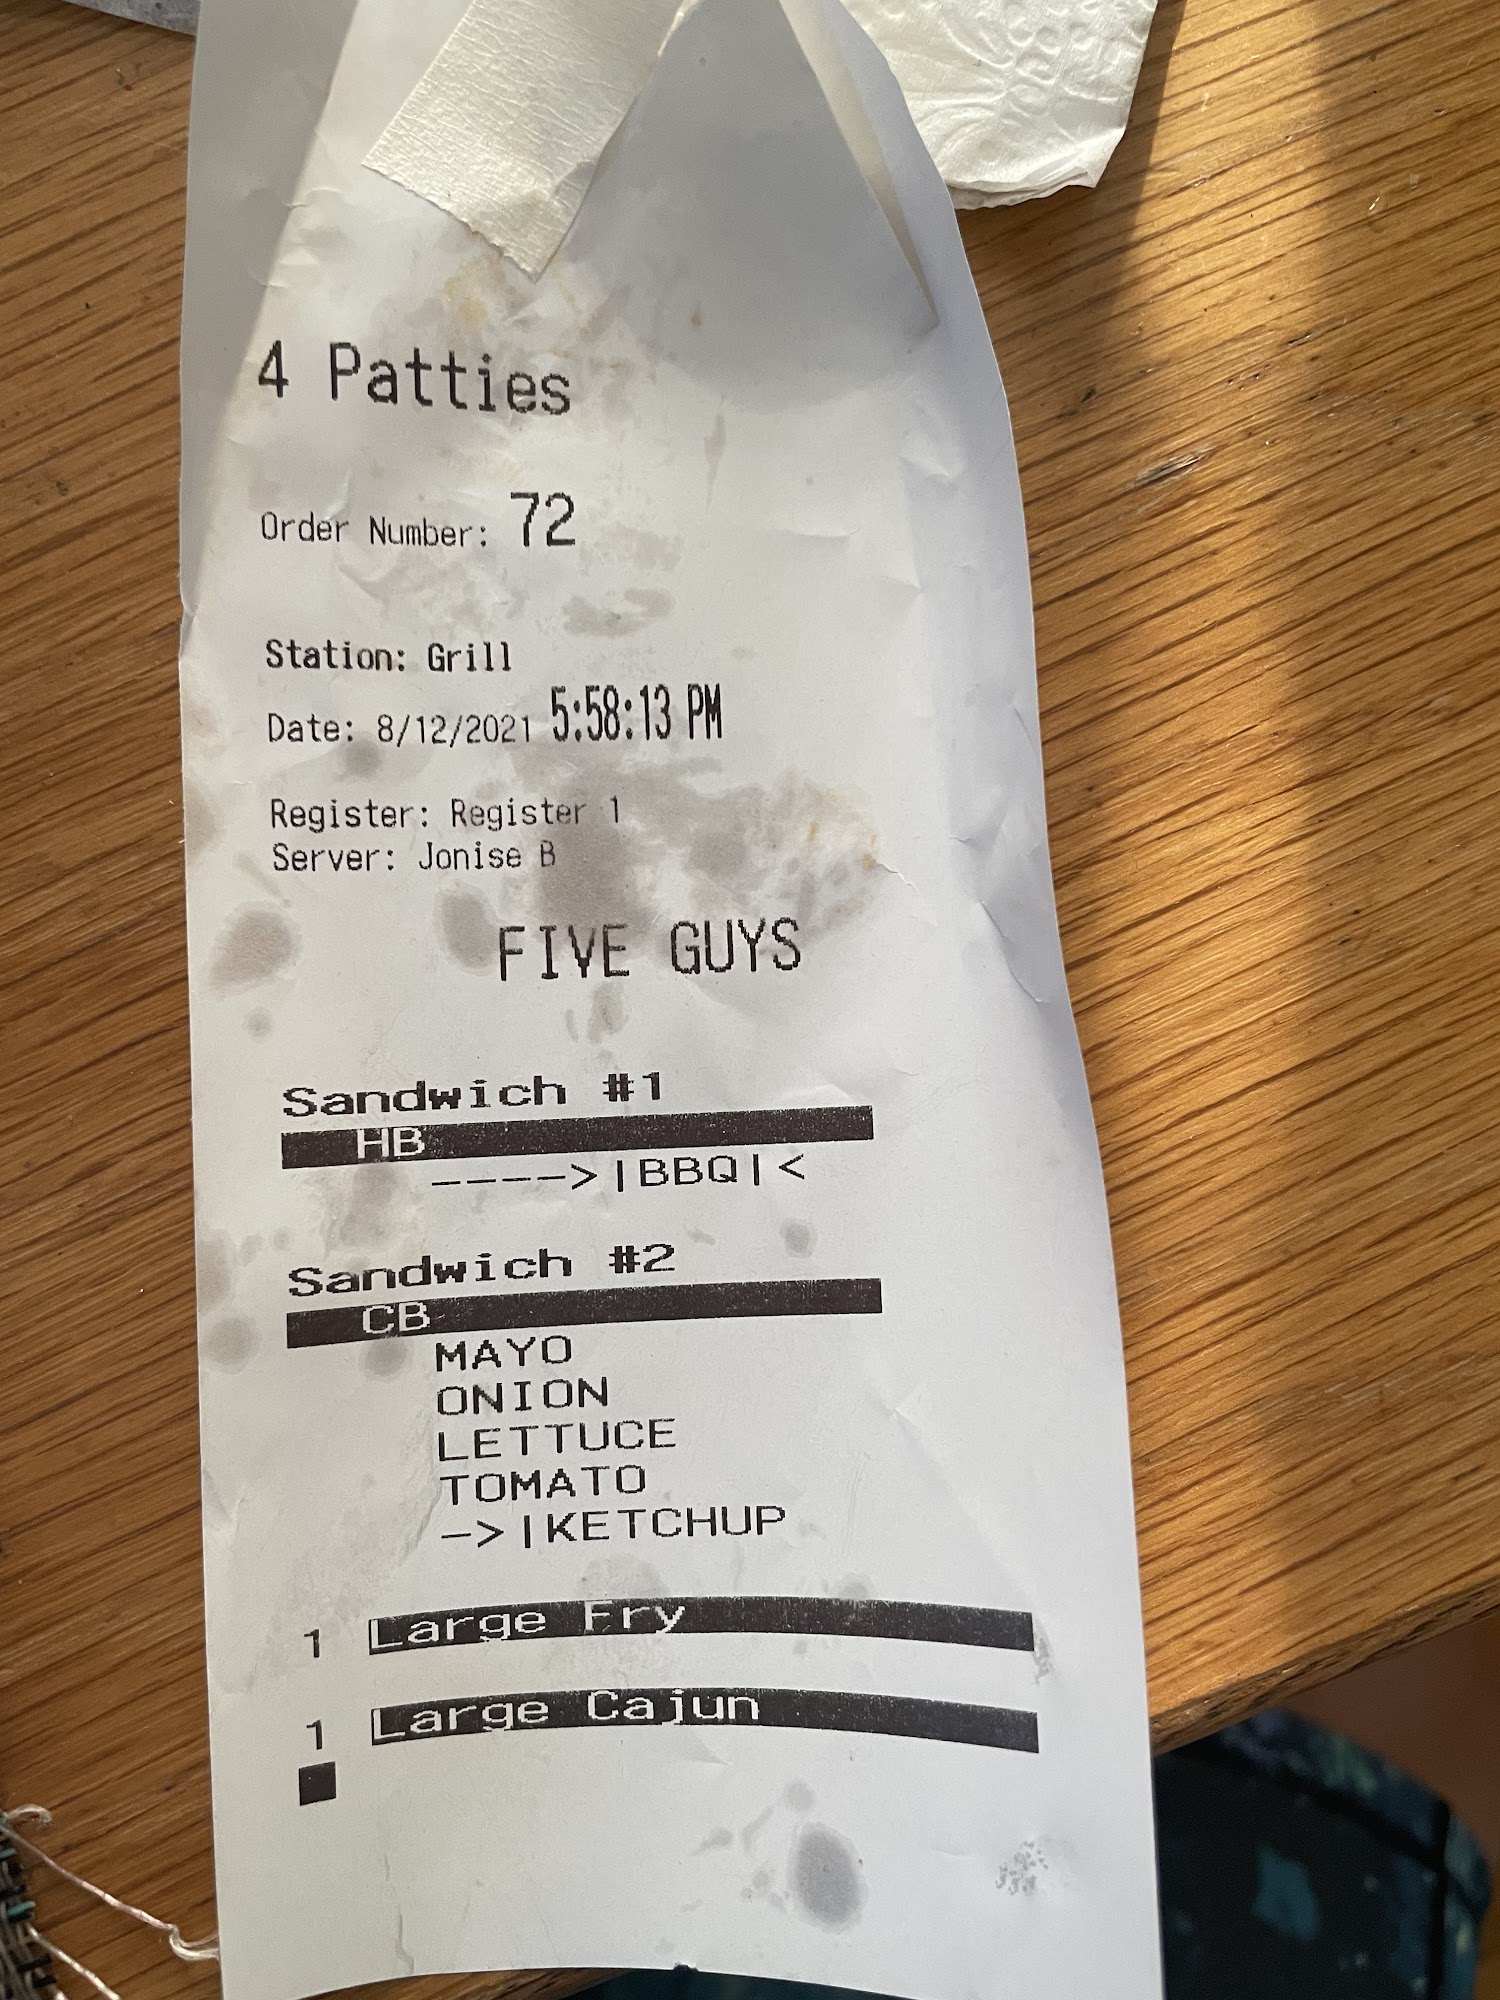 4 Patties
Order Number: 72
Station: Grill
Date: 8/12/2021 5:58:13 PM
Register: Register 1
Server: Jonise B
FIVE GUYS
Sandwich #1
HB
---->|BBQ|<
Sandwich #2
CB
MAYO
ONION
LETTUCE
TOMATO
->|KETCHUP
1 Large Fry
1 Large Cajun